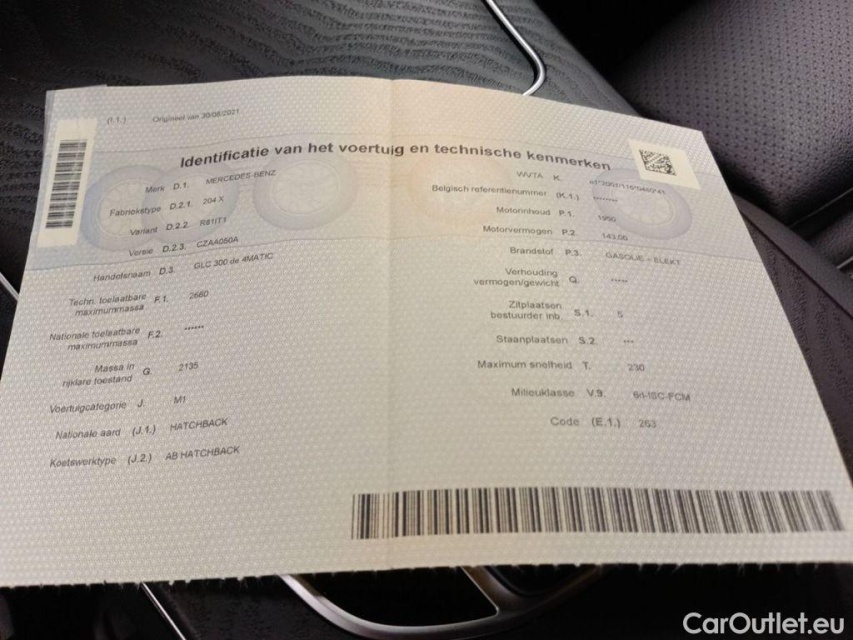 (I.1.) Origineel van 30/08/2021
Identificatie van het voertuig en technische kenmerken
Merk D.1. MERCEDES-BENZ
Fabriekstype D.2.1. 204 X
Variant D.2.2. R81IT1
Versie D.2.3. CZAA050A
Handelsnaam D.3. GLC 300 de 4MATIC
Techn. toelaatbare
maximummassa F.1. 2660
Nationale toelaatbare
maximummassa F.2. ******
Massa in
rijklare toestand G. 2135
Voertuigcategorie J. M1
Nationale aard (J.1.) HATCHBACK
Koetswerktype (J.2.) AB HATCHBACK
WVTA K.
Belgisch referentienummer (K.1.) *******
Motorinhoud P.1. 1950
Motorvermogen P.2. 143,00
Brandstof P.3. GASOLIE + ELEKT
Verhouding
vermogen/gewicht Q. *****
Zitplaatsen
bestuurder inb. S.1. 5
Staanplaatsen S.2. ***
Maximum snelheid T. 230
Milieuklasse V.9. 6d-ISC-FCM
Code (E.1.) 263
CarOutlet.eu